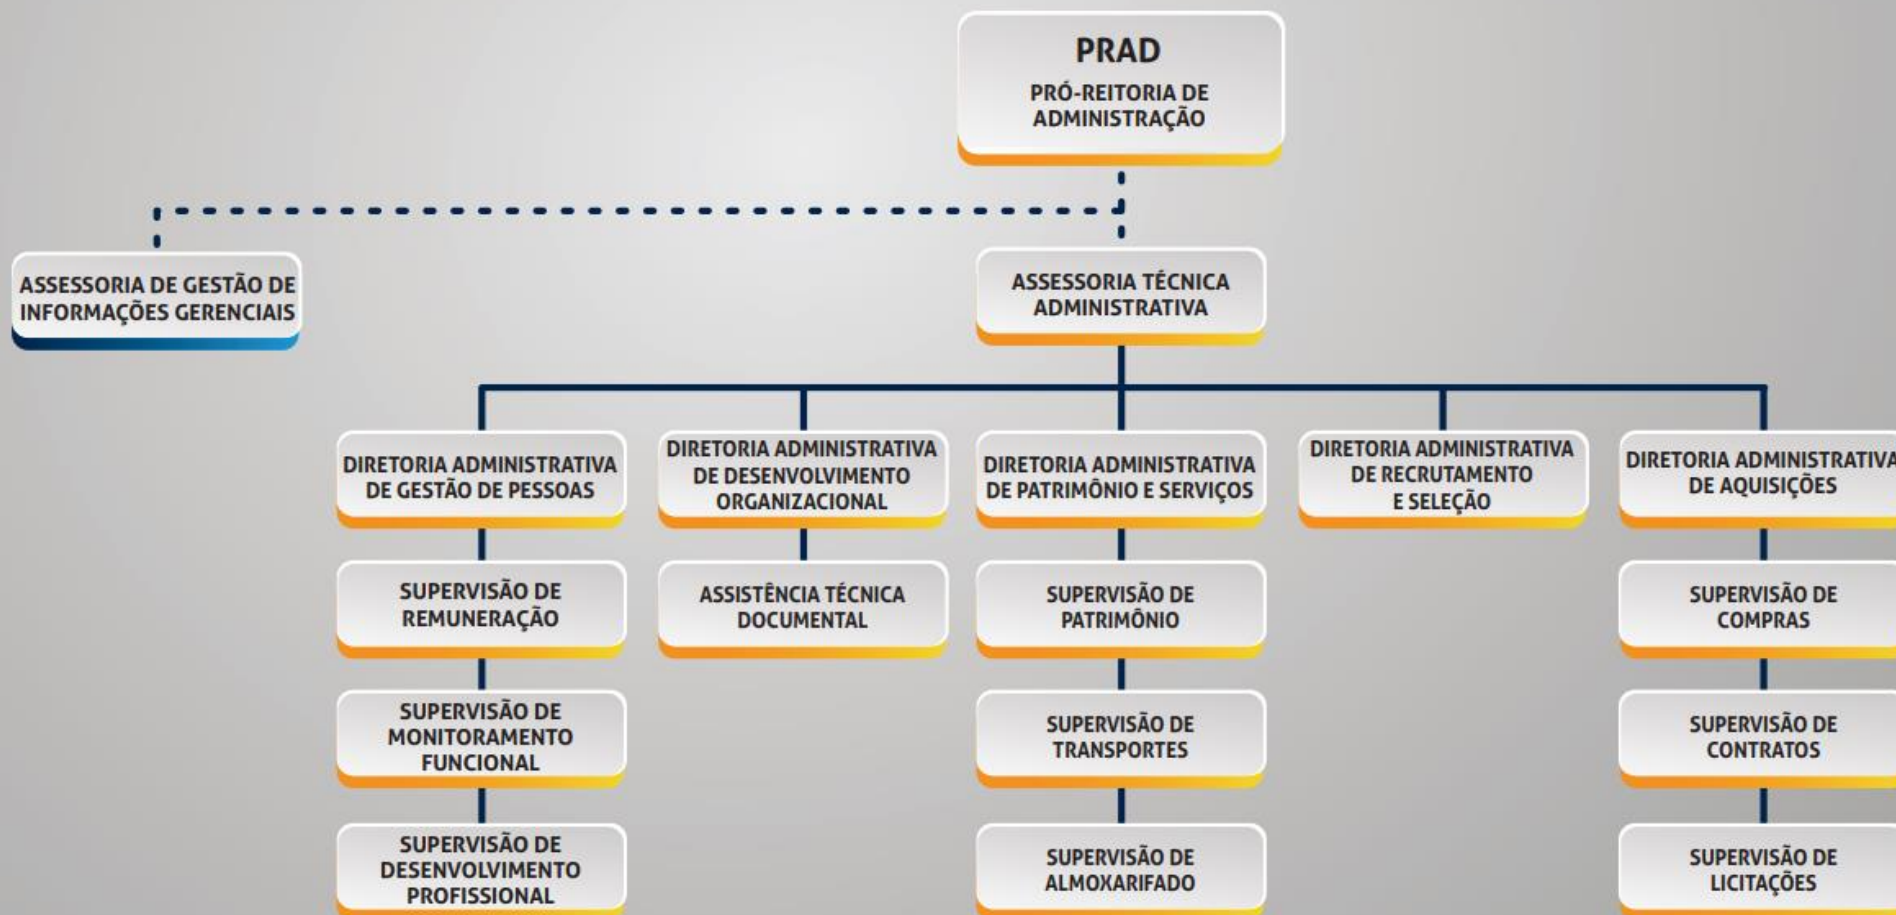 PRAD
PRÓ-REITORIA DE
ADMINISTRAÇÃO
ASSESSORIA DE GESTÃO DE
INFORMAÇÕES GERENCIAIS
ASSESSORIA TÉCNICA
ADMINISTRATIVA
DIRETORIA ADMINISTRATIVA
DE GESTÃO DE PESSOAS
DIRETORIA ADMINISTRATIVA
DE DESENVOLVIMENTO
ORGANIZACIONAL
DIRETORIA ADMINISTRATIVA
DE PATRIMÔNIO E SERVIÇOS
DIRETORIA ADMINISTRATIVA
DE RECRUTAMENTO
E SELEÇÃO
DIRETORIA ADMINISTRATIVA
DE AQUISIÇÕES
SUPERVISÃO DE
REMUNERAÇÃO
ASSISTÊNCIA TÉCNICA
DOCUMENTAL
SUPERVISÃO DE
PATRIMÔNIO
SUPERVISÃO DE
COMPRAS
SUPERVISÃO DE
MONITORAMENTO
FUNCIONAL
SUPERVISÃO DE
TRANSPORTES
SUPERVISÃO DE
CONTRATOS
SUPERVISÃO DE
DESENVOLVIMENTO
PROFISSIONAL
SUPERVISÃO DE
ALMOXARIFADO
SUPERVISÃO DE
LICITAÇÕES